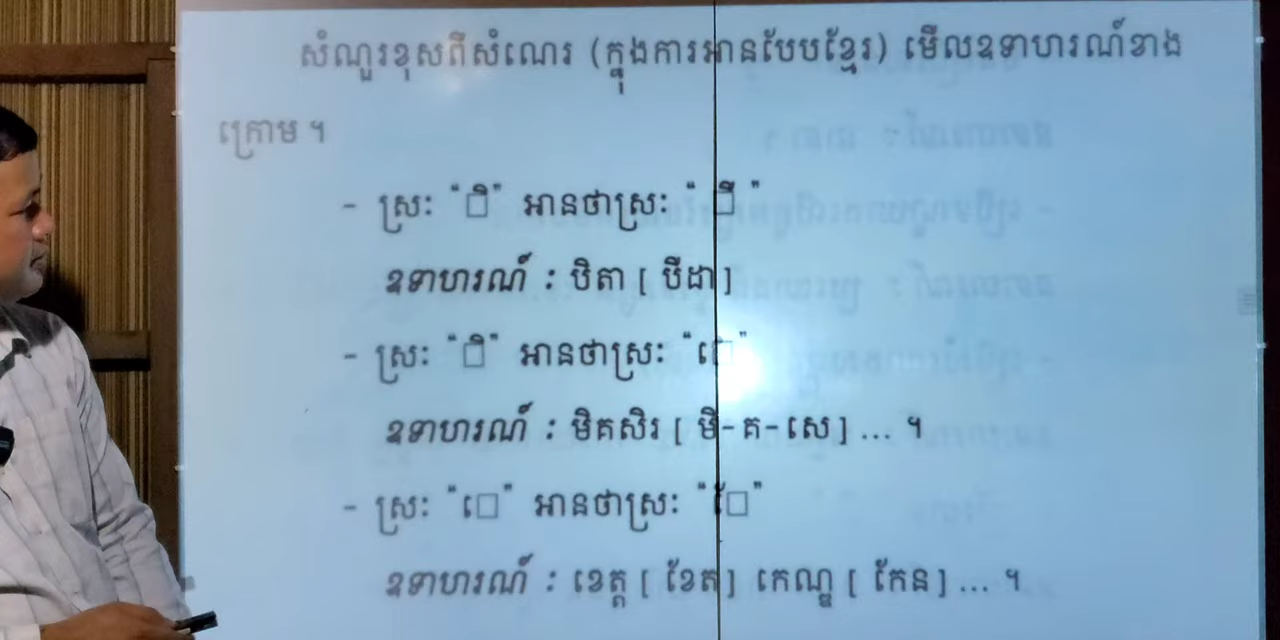 សំណួរខុសពីសំណេរ (ក្នុងការអានបែបខ្មែរ) មើលឧទាហរណ៍ខាង
ក្រោម ។
- ស្រៈ “ិ” អានថាស្រៈ “ ី ”
ឧទាហរណ៍ : បិតា [ បីដា ]
- ស្រៈ “ិ” អានថាស្រៈ “េ”
ឧទាហរណ៍ : មិគសិរ [ មិ-គ-សេ ] ... ។
- ស្រៈ “េ” អានថាស្រៈ “ែ”
ឧទាហរណ៍ : ខេត្ត [ ខែត ] កេណ្ឌ [ កែន ] ... ។